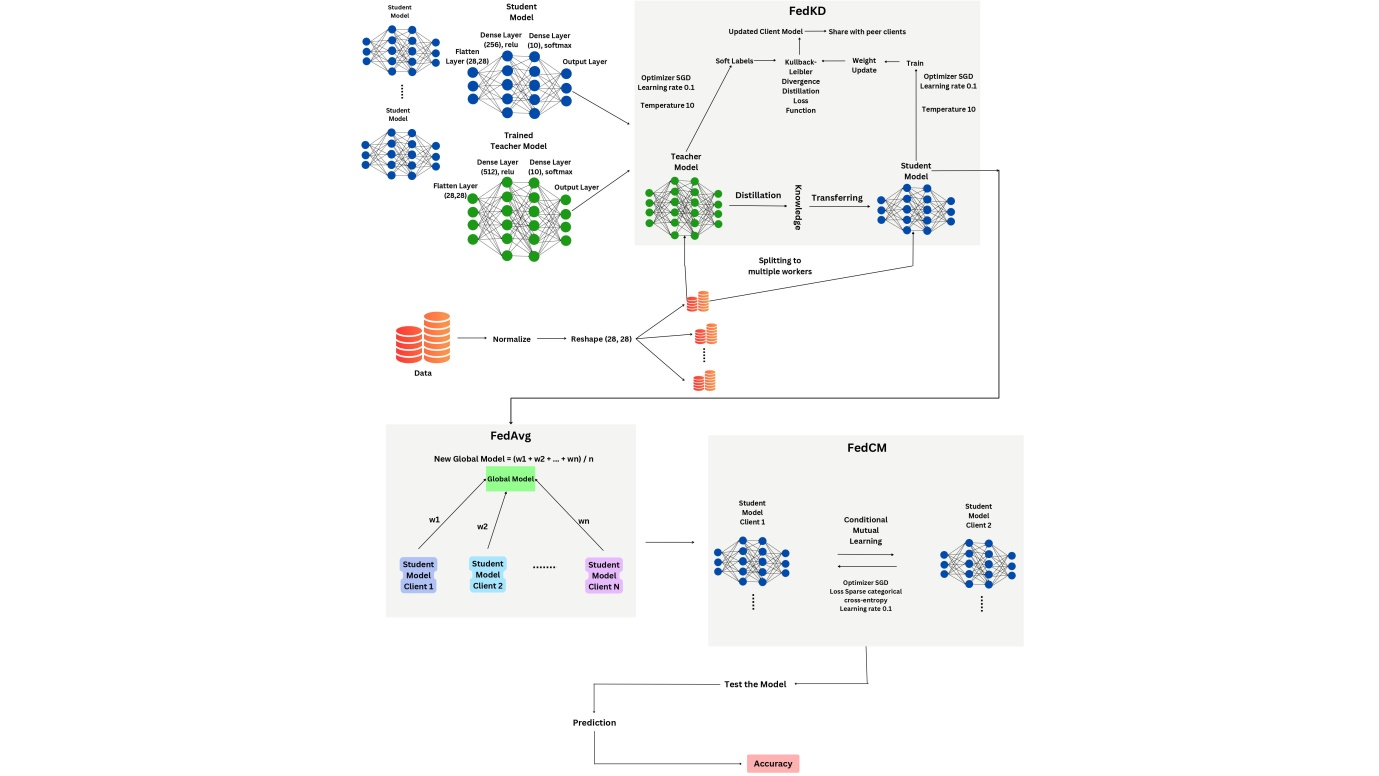 Student
Model
Student
Model
Student
Model
Dense Layer
(256), relu
Dense Layer
(10), softmax
Flatten
Layer (28,28)
Output Layer
Trained
Teacher Model
Dense Layer
(512), relu
Dense Layer
(10), softmax
Flatten Layer
(28,28)
Output Layer
FedKD
Updated Client Model
Share with peer clients
Soft Labels
Kullback-
Leibler
Divergence
Distillation
Loss
Function
Weight
Update
Train
Optimizer SGD
Learning rate 0.1
Temperature 10
Optimizer SGD
Learning rate 0.1
Temperature 10
Teacher
Model
Student
Model
Distillation
Knowledge
Transferring
Splitting to
multiple workers
Data
Normalize
Reshape (28, 28)
FedAvg
New Global Model = (w1 + w2 + ... + wn) / n
Global Model
w1
w2
wn
Student
Model
Client 1
Student
Model
Client 2
.......
Student
Model
Client N
FedCM
Student
Model
Client 1
Conditional
Mutual
Learning
Student
Model
Client 2
Optimizer SGD
Loss Sparse categorical
cross-entropy
Learning rate 0.1
Test the Model
Prediction
Accuracy